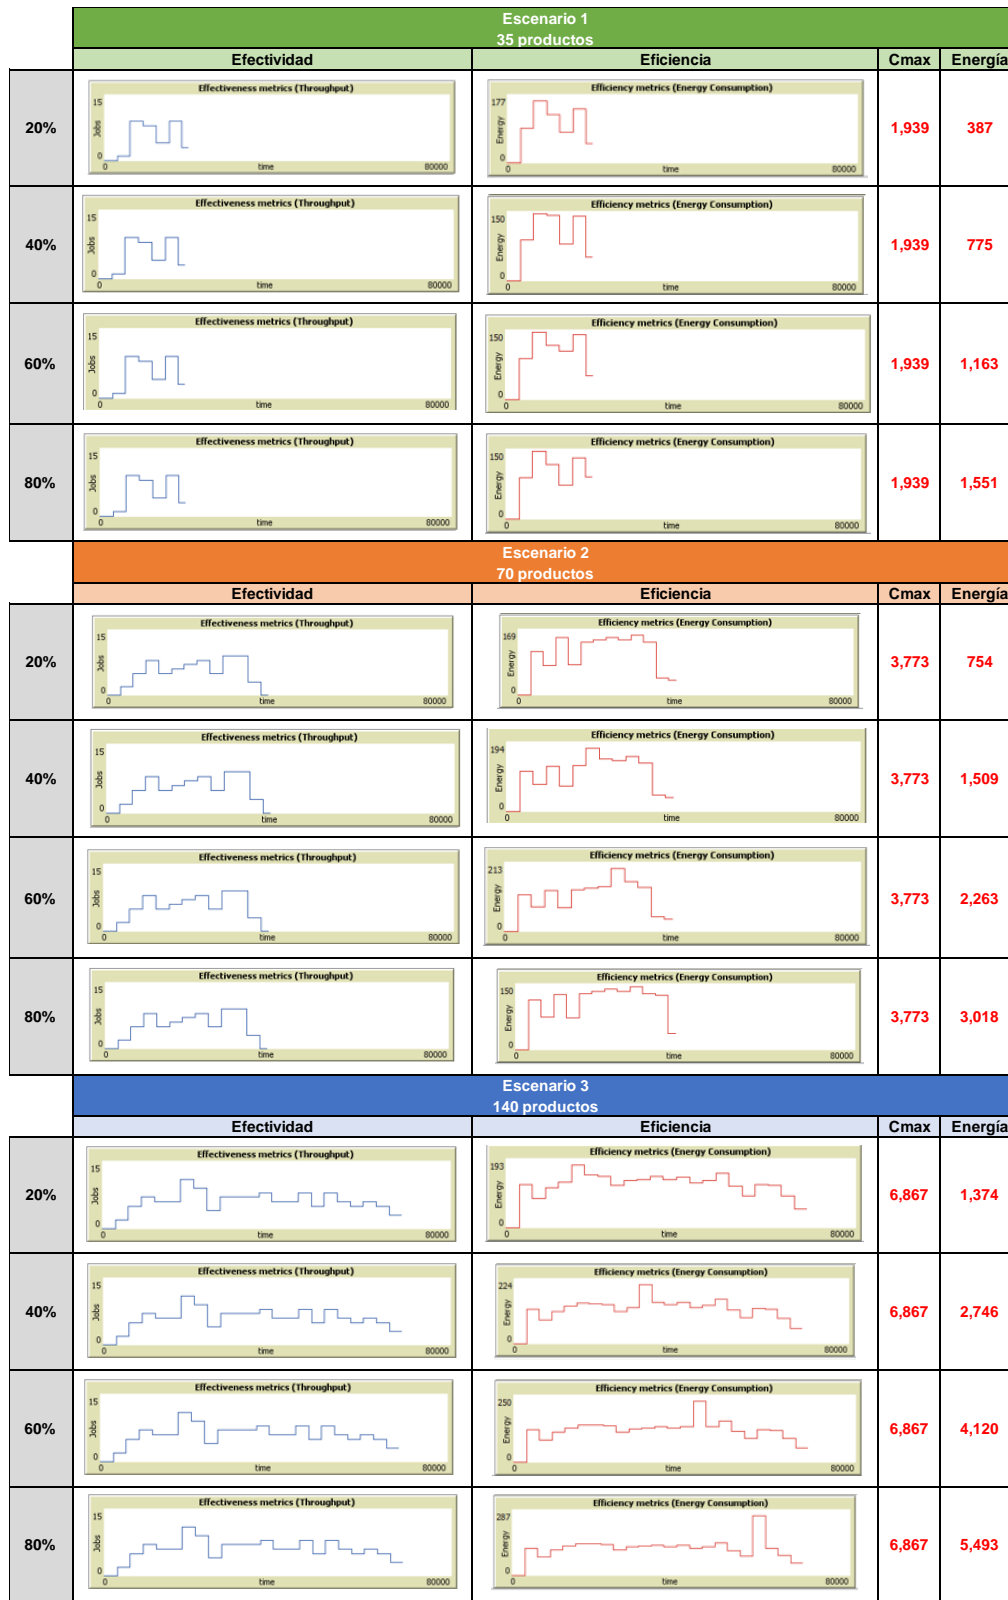 Escenario 1
35 productos
Efectividad Eficiencia Cmax Energía
20%
Effectiveness metrics (Throughput)
15
Jobs
0
0 time 80000
Efficiency metrics (Energy Consumption)
177
Energy
0
0 time 80000
1,939 387
40%
Effectiveness metrics (Throughput)
15
Jobs
0
0 time 80000
Efficiency metrics (Energy Consumption)
150
Energy
0
0 time 80000
1,939 775
60%
Effectiveness metrics (Throughput)
15
Jobs
0
0 time 80000
Efficiency metrics (Energy Consumption)
150
Energy
0
0 time 80000
1,939 1,163
80%
Effectiveness metrics (Throughput)
15
Jobs
0
0 time 80000
Efficiency metrics (Energy Consumption)
150
Energy
0
0 time 80000
1,939 1,551
Escenario 2
70 productos
Efectividad Eficiencia Cmax Energía
20%
Effectiveness metrics (Throughput)
15
Jobs
0
0 time 80000
Efficiency metrics (Energy Consumption)
169
Energy
0
0 time 80000
3,773 754
40%
Effectiveness metrics (Throughput)
15
Jobs
0
0 time 80000
Efficiency metrics (Energy Consumption)
194
Energy
0
0 time 80000
3,773 1,509
60%
Effectiveness metrics (Throughput)
15
Jobs
0
0 time 80000
Efficiency metrics (Energy Consumption)
213
Energy
0
0 time 80000
3,773 2,263
80%
Effectiveness metrics (Throughput)
15
Jobs
0
0 time 80000
Efficiency metrics (Energy Consumption)
150
Energy
0
0 time 80000
3,773 3,018
Escenario 3
140 productos
Efectividad Eficiencia Cmax Energía
20%
Effectiveness metrics (Throughput)
15
Jobs
0
0 time 80000
Efficiency metrics (Energy Consumption)
193
Energy
0
0 time 80000
6,867 1,374
40%
Effectiveness metrics (Throughput)
15
Jobs
0
0 time 80000
Efficiency metrics (Energy Consumption)
224
Energy
0
0 time 80000
6,867 2,746
60%
Effectiveness metrics (Throughput)
15
Jobs
0
0 time 80000
Efficiency metrics (Energy Consumption)
250
Energy
0
0 time 80000
6,867 4,120
80%
Effectiveness metrics (Throughput)
15
Jobs
0
0 time 80000
Efficiency metrics (Energy Consumption)
287
Energy
0
0 time 80000
6,867 5,493